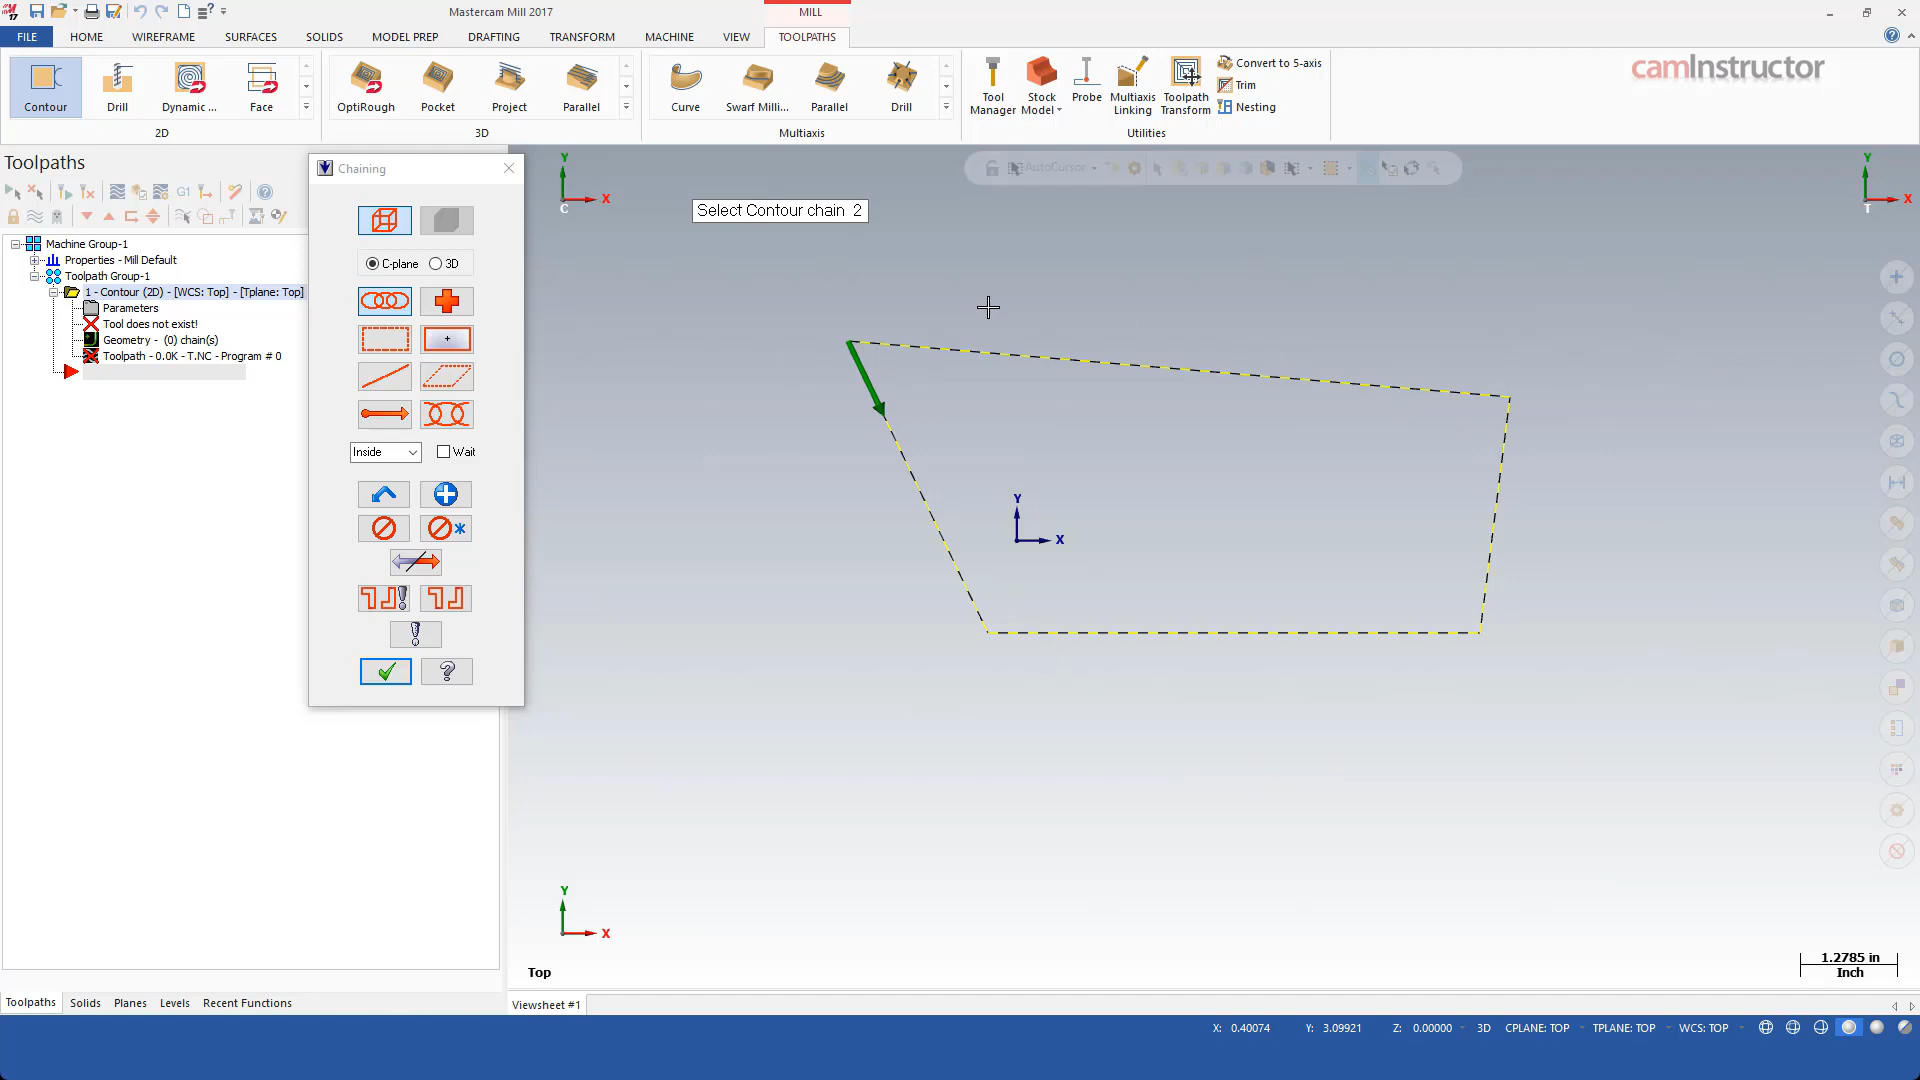 Mastercam Mill 2017
MILL
FILE
HOME
WIREFRAME
SURFACES
SOLIDS
MODEL PREP
DRAFTING
TRANSFORM
MACHINE
VIEW
TOOLPATHS
Contour
Drill
Dynamic ...
Face
2D
OptiRough
Pocket
Project
Parallel
3D
Curve
Swarf Milli...
Parallel
Drill
Multiaxis
Tool
Manager
Stock
Model
Probe
Multiaxis
Linking
Toolpath
Transform
Convert to 5-axis
Trim
Nesting
Utilities
camInstructor
Toolpaths
G1
Machine Group-1
Properties - Mill Default
Toolpath Group-1
1 - Contour (2D) - [WCS: Top] - [Tplane: Top]
Parameters
Tool does not exist!
Geometry - (0) chain(s)
Toolpath - 0.0K - T.NC - Program # 0
Chaining
C-plane
3D
Inside
Wait
AutoCursor
Select Contour chain 2
Y
X
C
Y
X
T
Y
X
Y
X
Top
1.2785 in
Inch
Toolpaths
Solids
Planes
Levels
Recent Functions
Viewsheet #1
X: 0.40074
Y: 3.09921
Z: 0.00000
3D
CPLANE: TOP
TPLANE: TOP
WCS: TOP